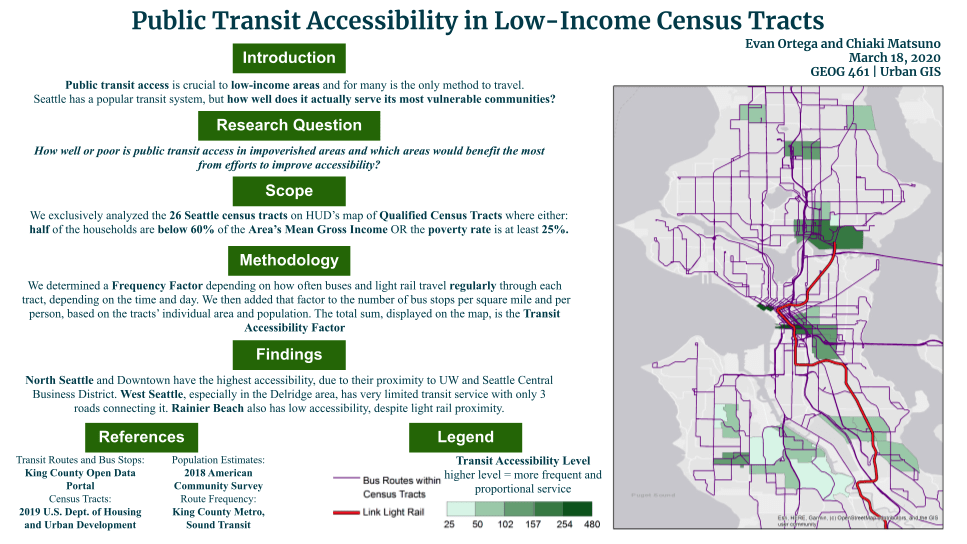 Public Transit Accessibility in Low-Income Census Tracts
Evan Ortega and Chiaki Matsuno
March 18, 2020
GEOG 461 | Urban GIS
Introduction
Public transit access is crucial to low-income areas and for many is the only method to travel.
Seattle has a popular transit system, but how well does it actually serve its most vulnerable communities?
Research Question
How well or poor is public transit access in impoverished areas and which areas would benefit the most
from efforts to improve accessibility?
Scope
We exclusively analyzed the 26 Seattle census tracts on HUD's map of Qualified Census Tracts where either:
half of the households are below 60% of the Area's Mean Gross Income OR the poverty rate is at least 25%.
Methodology
We determined a Frequency Factor depending on how often buses and light rail travel regularly through each
tract, depending on the time and day. We then added that factor to the number of bus stops per square mile and per
person, based on the tracts' individual area and population. The total sum, displayed on the map, is the Transit
Accessibility Factor
Findings
North Seattle and Downtown have the highest accessibility, due to their proximity to UW and Seattle Central
Business District. West Seattle, especially in the Delridge area, has very limited transit service with only 3
roads connecting it. Rainier Beach also has low accessibility, despite light rail proximity.
References
Transit Routes and Bus Stops:
King County Open Data
Portal
Census Tracts:
2019 U.S. Dept. of Housing
and Urban Development
Population Estimates:
2018 American
Community Survey
Route Frequency:
King County Metro,
Sound Transit
Legend
Transit Accessibility Level
higher level = more frequent and
proportional service
Bus Routes within
Census Tracts
Link Light Rail
25 50 102 157 254 480
Puget Sound
Esri, HERE, Garmin, (c) OpenStreetMap contributors, and the GIS
user community